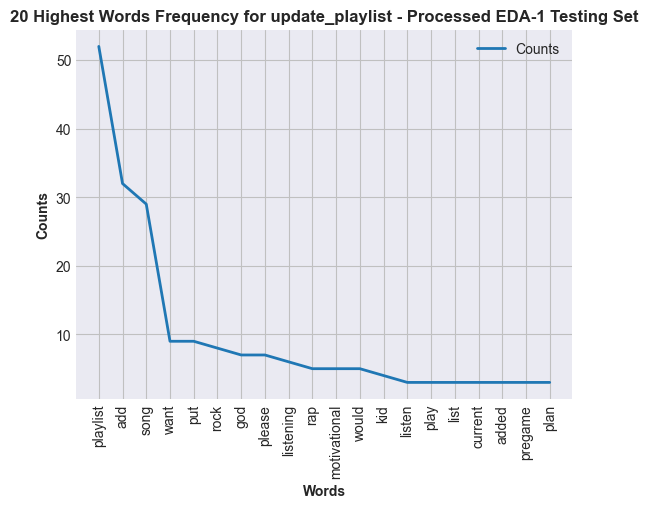 20 Highest Words Frequency for update_playlist - Processed EDA-1 Testing Set
Counts
50
40
30
20
10
Counts
playlist
add
song
want
put
rock
god
please
listening
rap
motivational
would
kid
listen
play
list
current
added
pregame
plan
Words